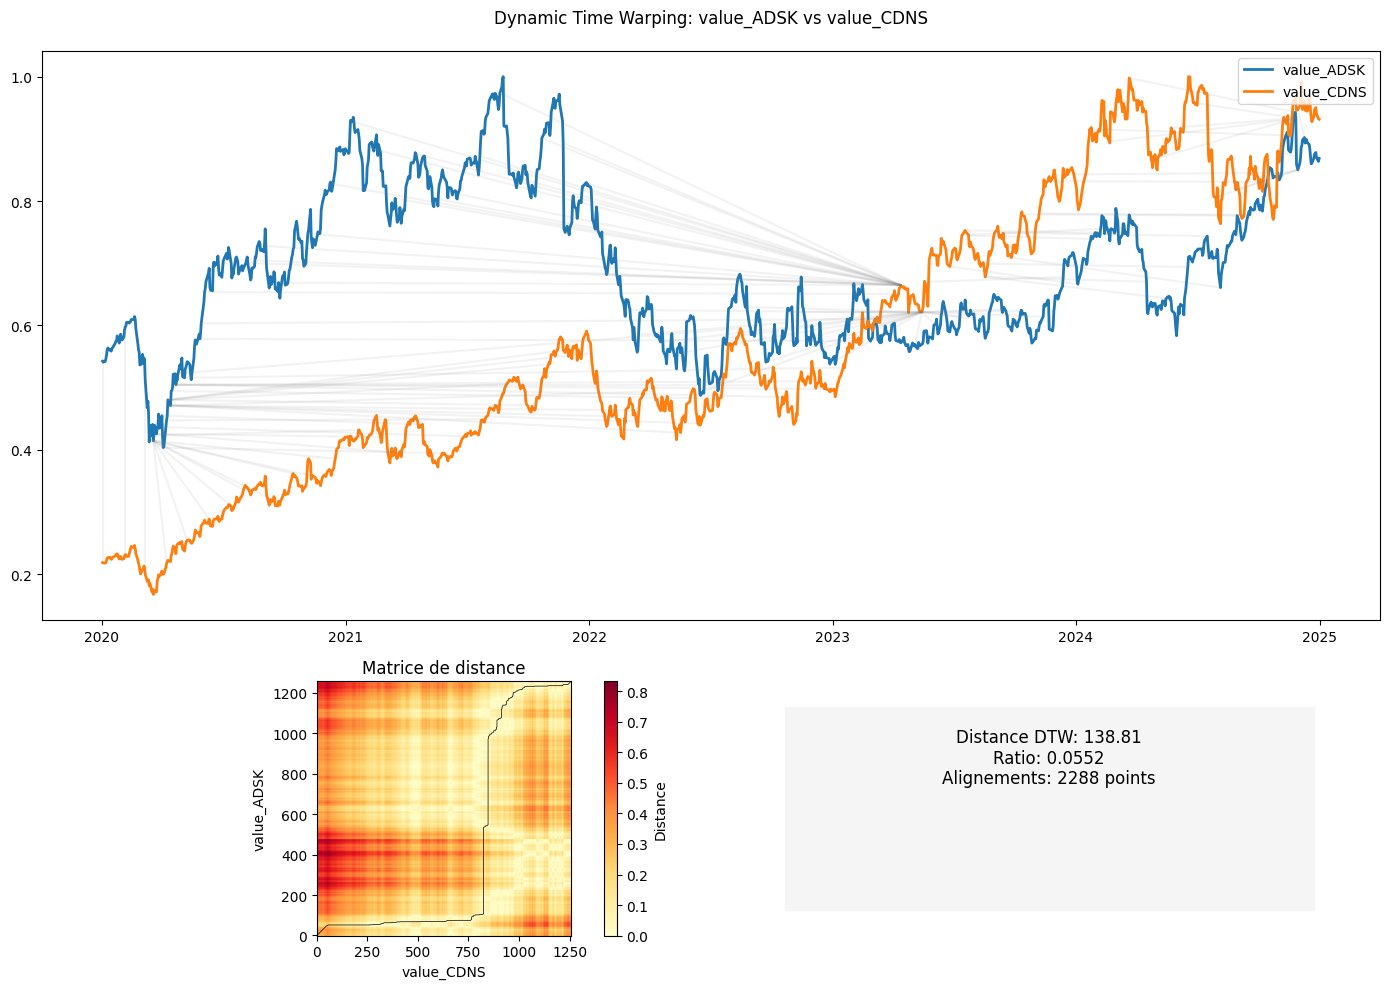 Dynamic Time Warping: value_ADSK vs value_CDNS
value_ADSK
value_CDNS
1.0
0.8
0.6
0.4
0.2
2020 2021 2022 2023 2024 2025
Matrice de distance
1200
1000
800
600
400
200
0
value_ADSK
0 250 500 750 1000 1250
value_CDNS
0.8
0.7
0.6
0.5
0.4
0.3
0.2
0.1
0.0
Distance
Distance DTW: 138.81
Ratio: 0.0552
Alignements: 2288 points